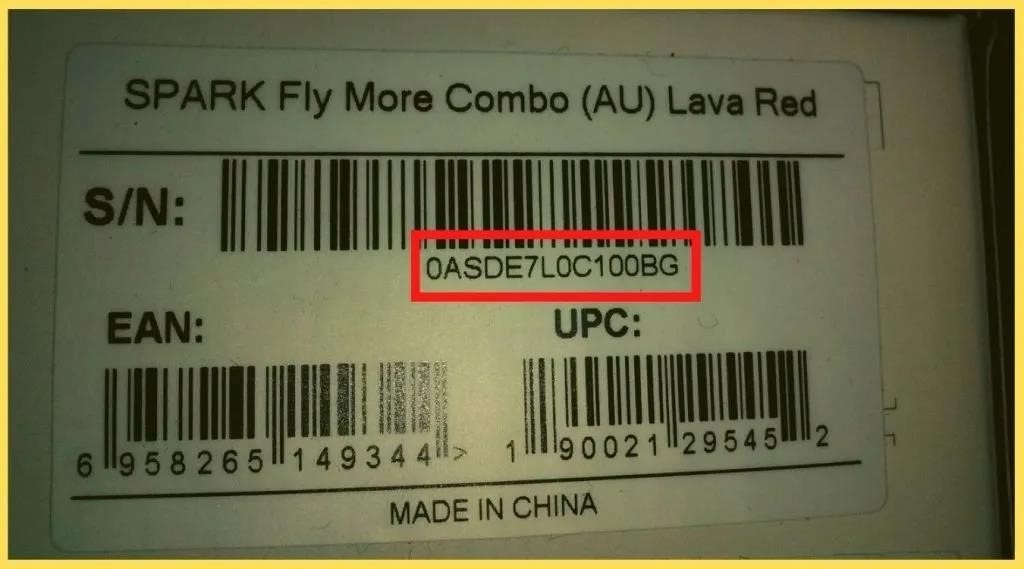 SPARK Fly More Combo (AU) Lava Red
S/N:
0ASDE7L0C100BG
EAN: UPC:
6 958265 149344 > 1 90021 29545 2
MADE IN CHINA